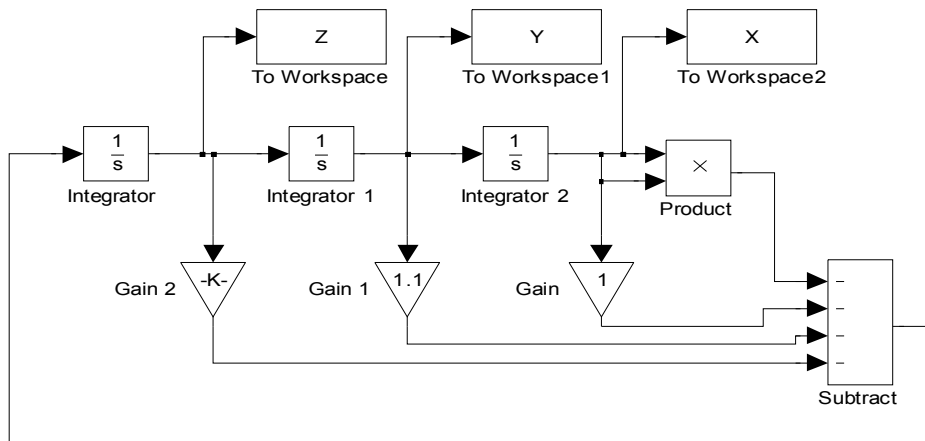 Z
Y
X
To Workspace
To Workspace1
To Workspace2
1
s
1
s
1
s
×
Integrator
Integrator 1
Integrator 2
Product
Gain 2
-K-
Gain 1
1.1
Gain
1
−
−
−
−
Subtract